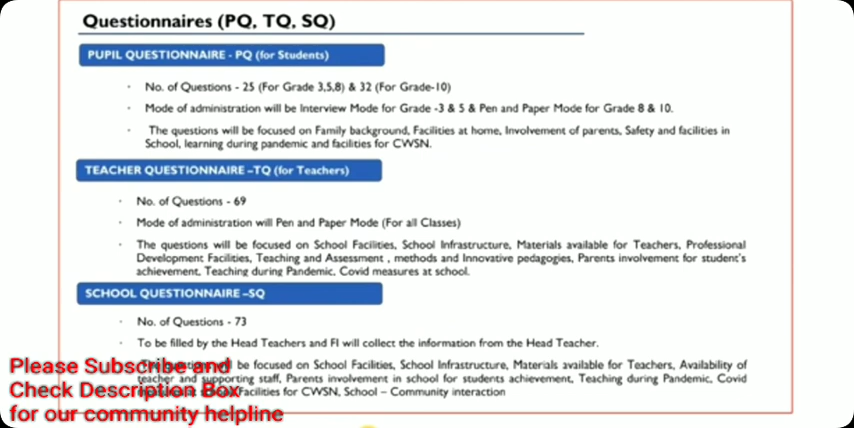 Questionnaires (PQ, TQ, SQ)
PUPIL QUESTIONNAIRE - PQ (for Students)
· No. of Questions - 25 (For Grade 3,5,8) & 32 (For Grade-10)
· Mode of administration will be Interview Mode for Grade -3 & 5 & Pen and Paper Mode for Grade 8 & 10.
· The questions will be focused on Family background, Facilities at home, Involvement of parents, Safety and facilities in
School, learning during pandemic and facilities for CWSN.
TEACHER QUESTIONNAIRE –TQ (for Teachers)
· No. of Questions - 69
· Mode of administration will Pen and Paper Mode (For all Classes)
· The questions will be focused on School Facilities, School Infrastructure, Materials available for Teachers, Professional
Development Facilities, Teaching and Assessment , methods and Innovative pedagogies, Parents involvement for student's
achievement, Teaching during Pandemic, Covid measures at school.
SCHOOL QUESTIONNAIRE –SQ
· No. of Questions - 73
· To be filled by the Head Teachers and FI will collect the information from the Head Teacher.
be focused on School Facilities, School Infrastructure, Materials available for Teachers, Availability of
teacher and supporting staff, Parents involvement in school for students achievement, Teaching during Pandemic, Covid
Facilities for CWSN, School – Community interaction
Please Subscribe and
Check Description Box
for our community helpline